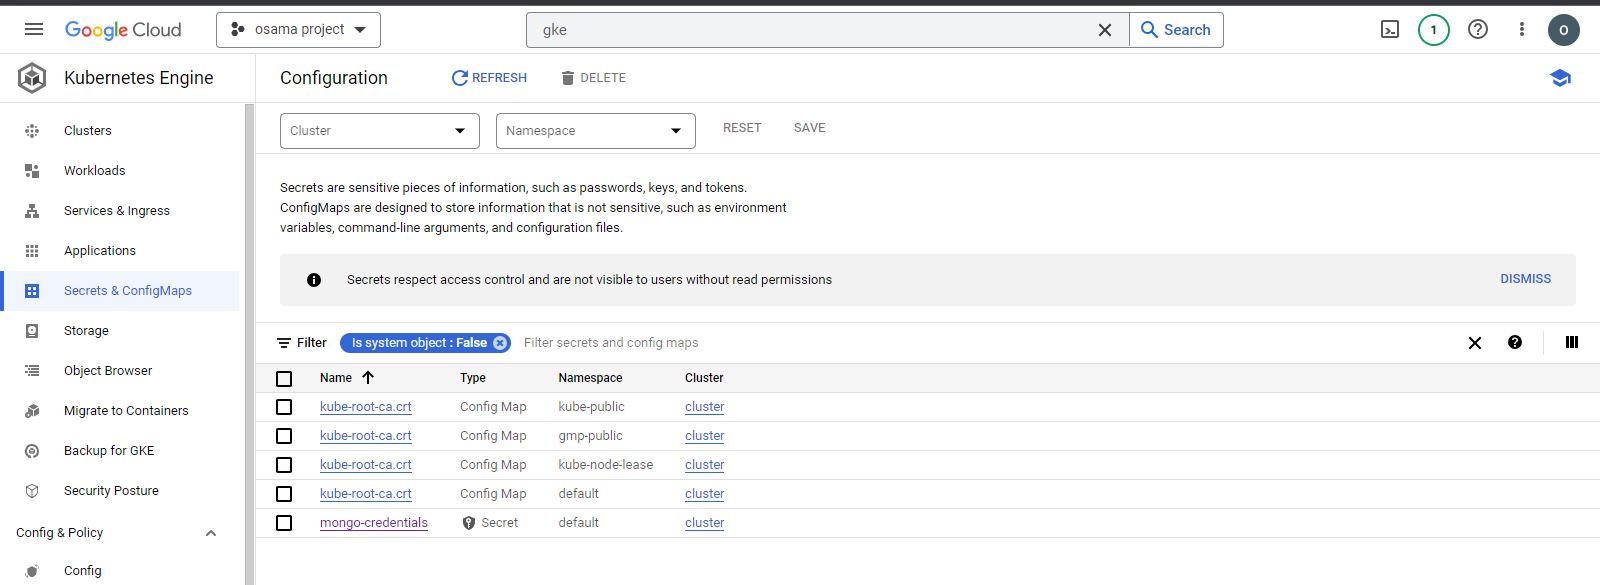 Google Cloud
osama project
gke
Search
1
O
Kubernetes Engine
Configuration
REFRESH
DELETE
Clusters
Workloads
Services & Ingress
Applications
Secrets & ConfigMaps
Storage
Object Browser
Migrate to Containers
Backup for GKE
Security Posture
Config & Policy
Config
Cluster
Namespace
RESET
SAVE
Secrets are sensitive pieces of information, such as passwords, keys, and tokens.
ConfigMaps are designed to store information that is not sensitive, such as environment
variables, command-line arguments, and configuration files.
Secrets respect access control and are not visible to users without read permissions
DISMISS
Filter
Is system object : False
Filter secrets and config maps
Name Type Namespace Cluster
kube-root-ca.crt Config Map kube-public cluster
kube-root-ca.crt Config Map gmp-public cluster
kube-root-ca.crt Config Map kube-node-lease cluster
kube-root-ca.crt Config Map default cluster
mongo-credentials Secret default cluster